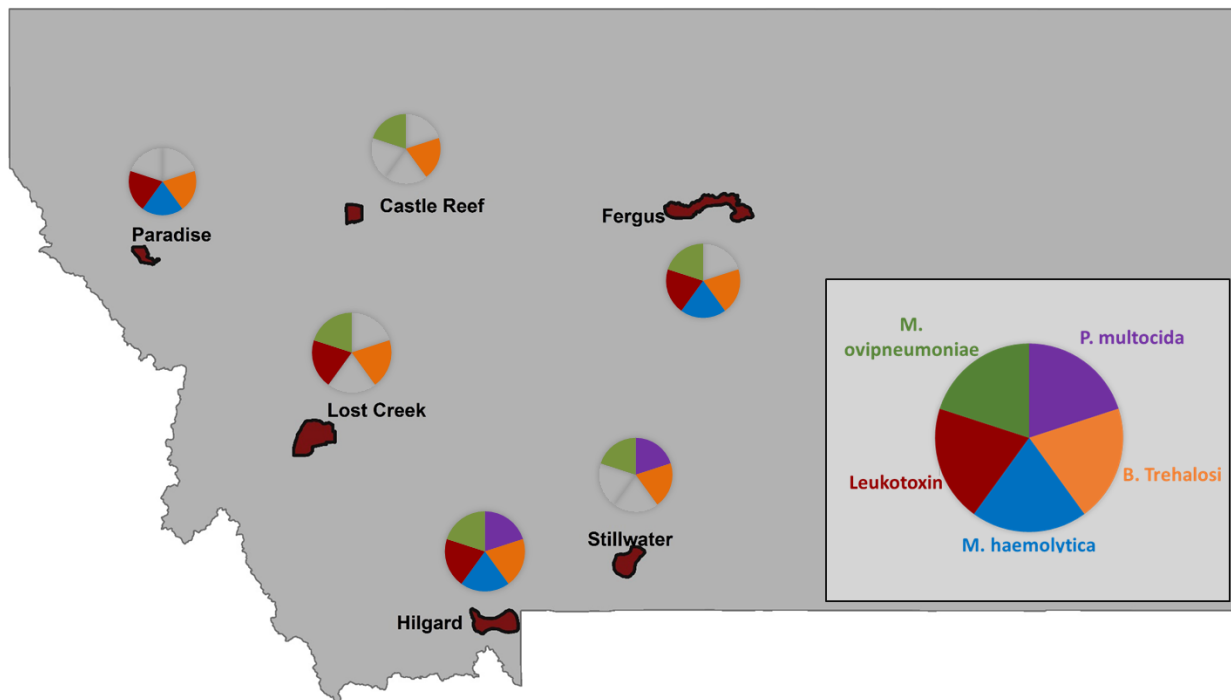 Castle Reef
Paradise
Fergus
Lost Creek
Stillwater
Hilgard
M.
ovipneumoniae
P. multocida
Leukotoxin
B. Trehalosi
M. haemolytica